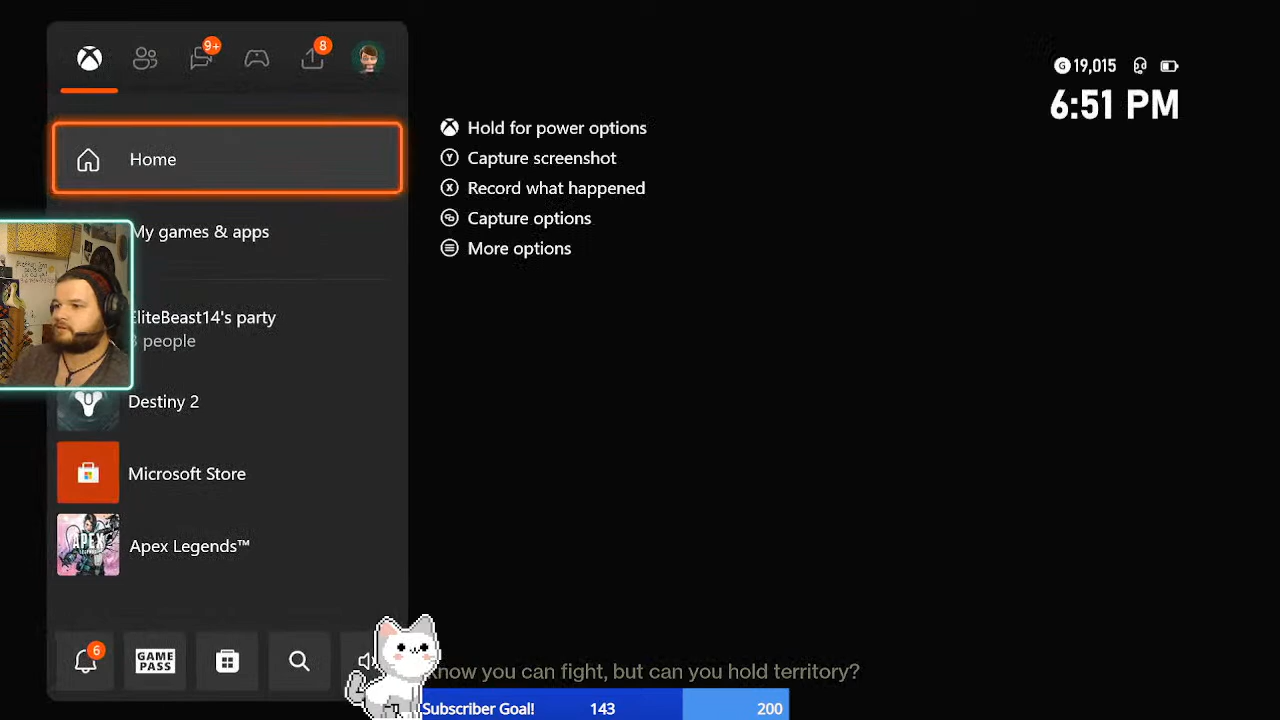 9+
8
G 19,015
6:51 PM
Home
My games & apps
EliteBeast14's party
people
Destiny 2
Microsoft Store
APEX
Apex Legends™
Hold for power options
Y Capture screenshot
X Record what happened
Capture options
More options
6
GAME PASS
know you can fight, but can you hold territory?
Subscriber Goal! 143 200